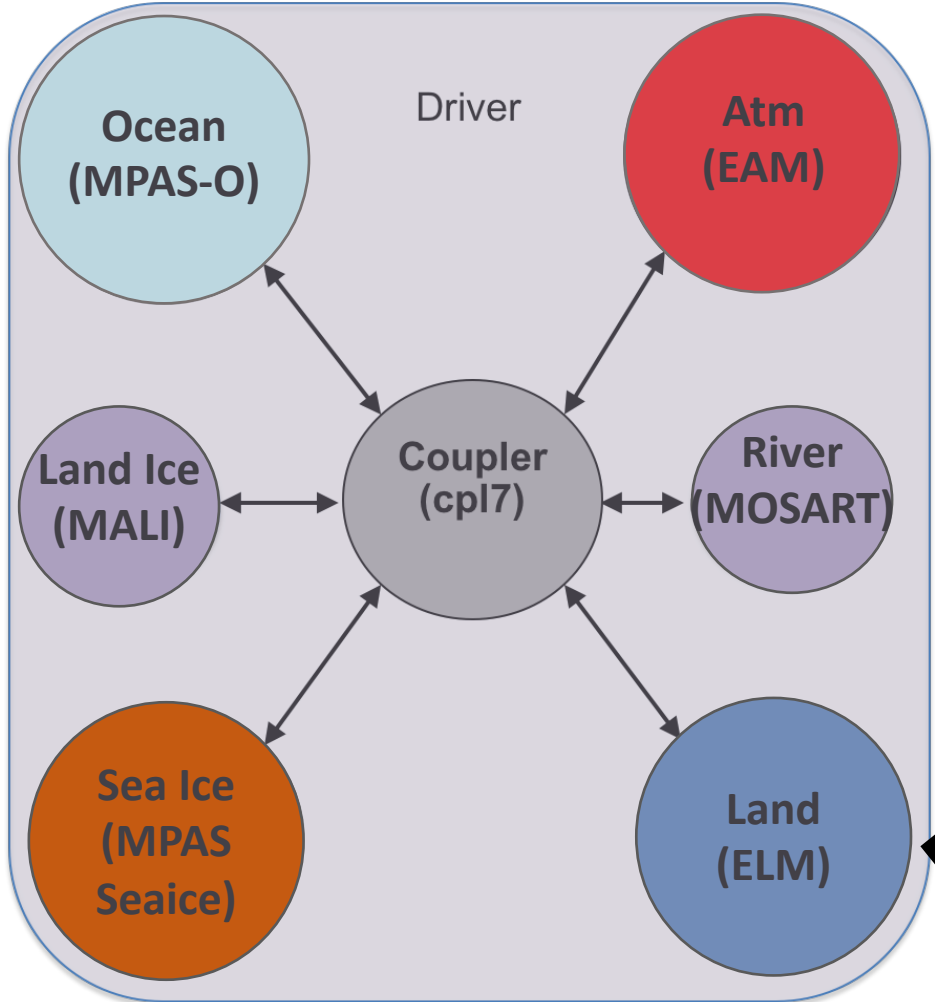 Driver
Ocean
(MPAS-O)
Atm
(EAM)
Land Ice
(MALI)
Coupler
(cpl7)
River
(MOSART)
Sea Ice
(MPAS
Seaice)
Land
(ELM)